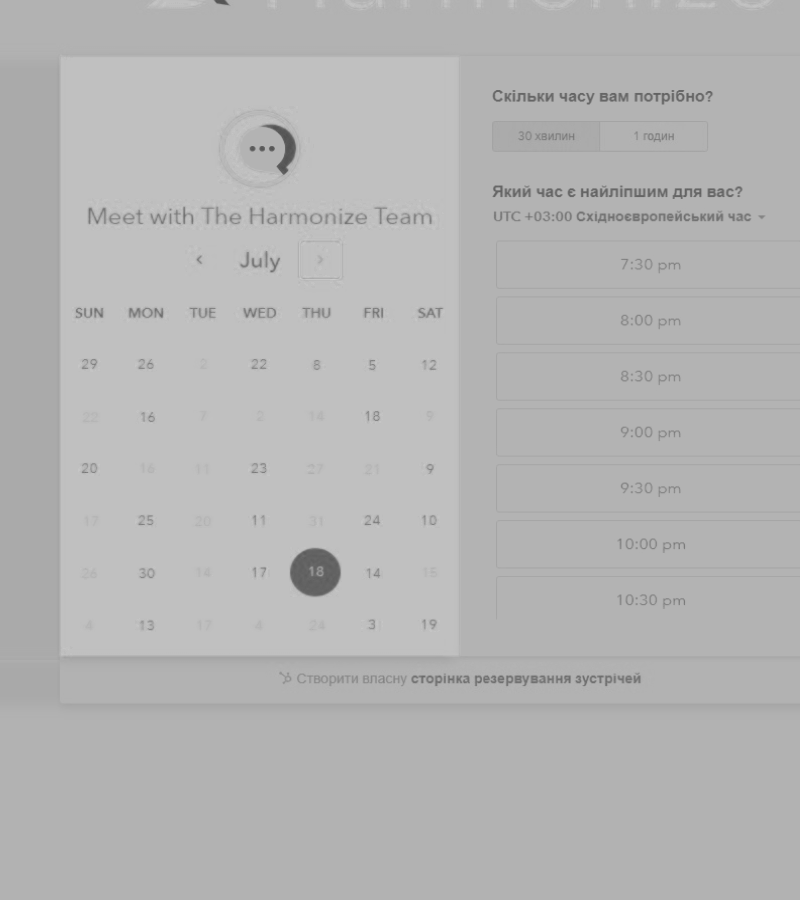 Harmonize
Meet with The Harmonize Team
‹ July ›
SUN MON TUE WED THU FRI SAT
29 26 2 22 8 5 12
22 16 7 2 14 18 9
20 16 11 23 27 21 9
17 25 20 11 31 24 10
26 30 14 17 18 14 15
4 13 17 4 24 3 19
Скільки часу вам потрібно?
30 хвилин 1 годин
Який час є найліпшим для вас?
UTC +03:00 Східноєвропейський час
7:30 pm
8:00 pm
8:30 pm
9:00 pm
9:30 pm
10:00 pm
10:30 pm
Створити власну сторінка резервування зустрічей